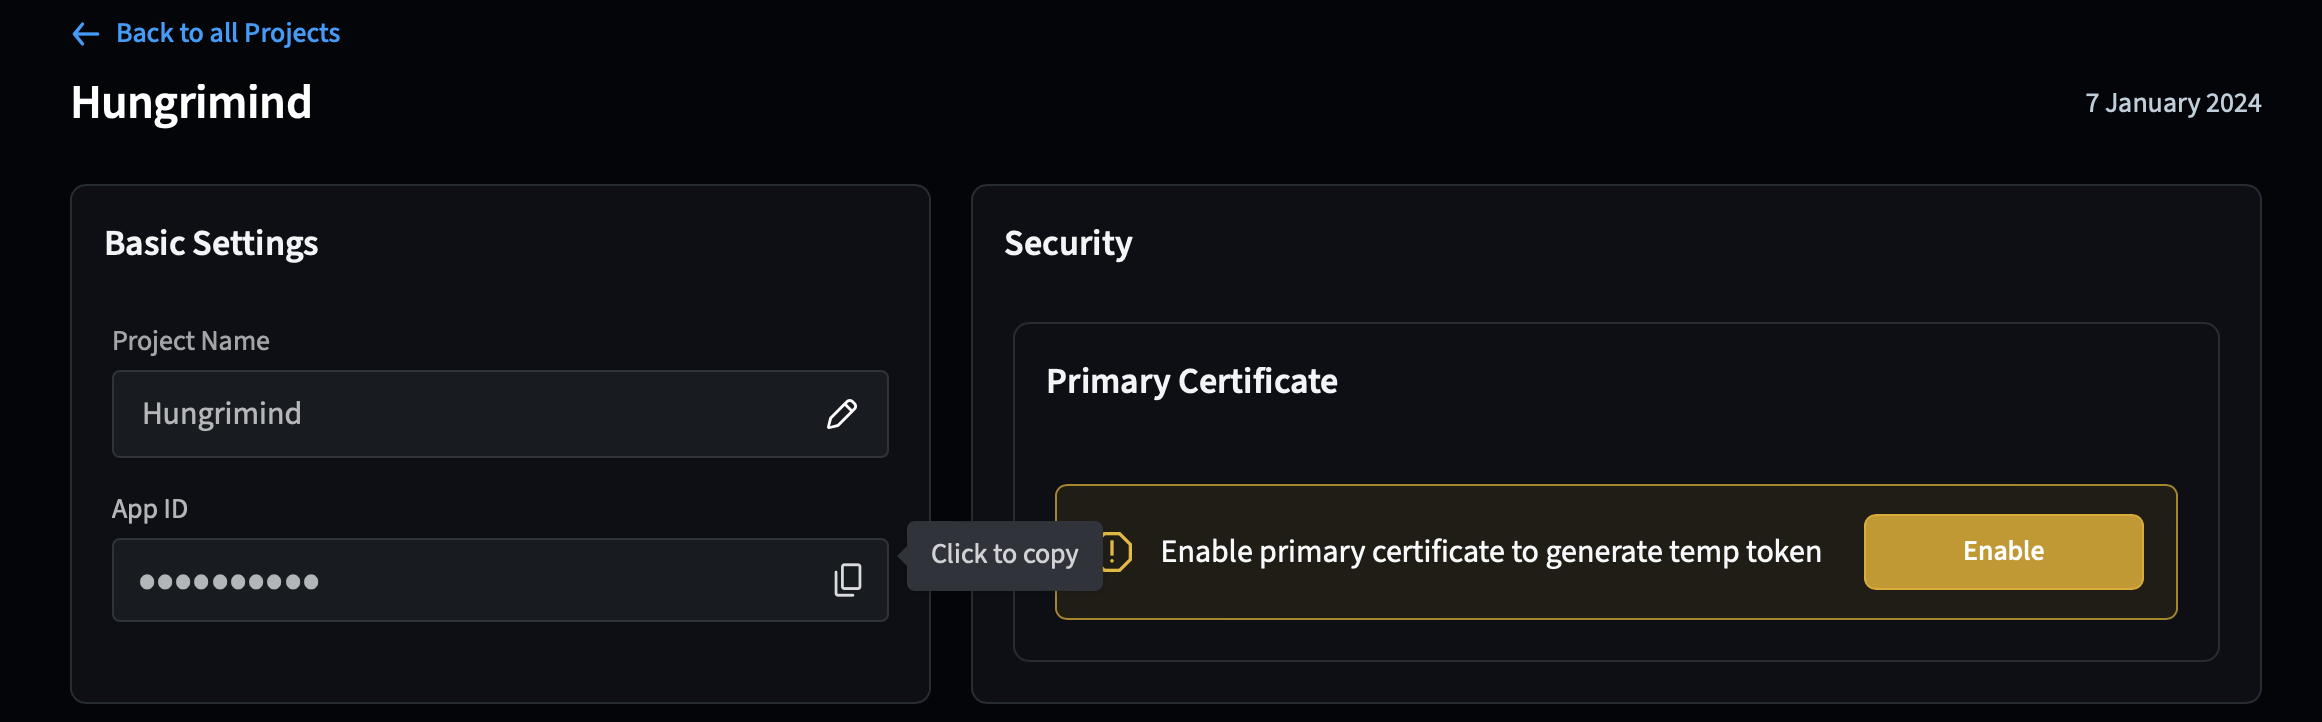 Back to all Projects
Hungrimind
7 January 2024
Basic Settings
Project Name
Hungrimind
App ID
Click to copy
Security
Primary Certificate
Enable primary certificate to generate temp token
Enable